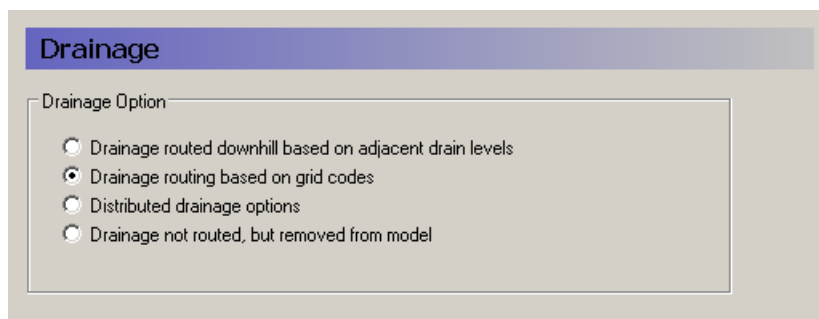 Drainage
Drainage Option
Drainage routed downhill based on adjacent drain levels
Drainage routing based on grid codes
Distributed drainage options
Drainage not routed, but removed from model